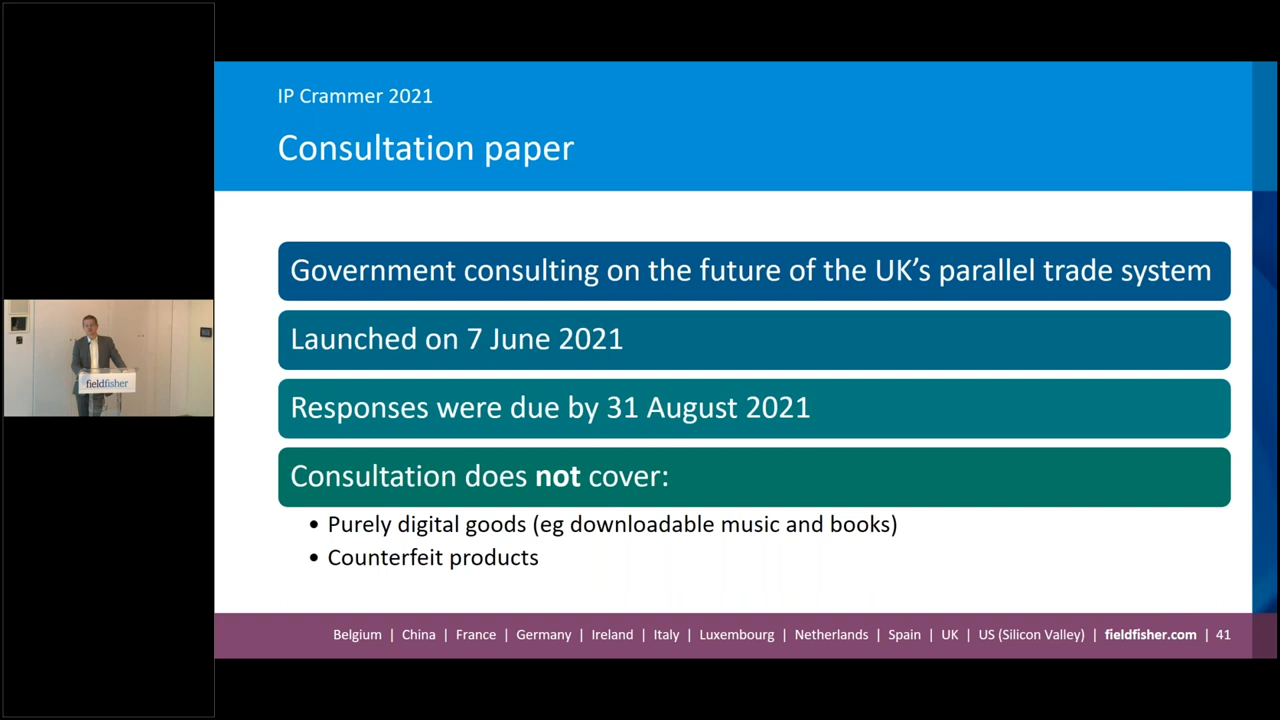 IP Crammer 2021
Consultation paper
Government consulting on the future of the UK's parallel trade system
Launched on 7 June 2021
Responses were due by 31 August 2021
Consultation does not cover:
• Purely digital goods (eg downloadable music and books)
• Counterfeit products
fieldfisher
Belgium | China | France | Germany | Ireland | Italy | Luxembourg | Netherlands | Spain | UK | US (Silicon Valley) | fieldfisher.com | 41